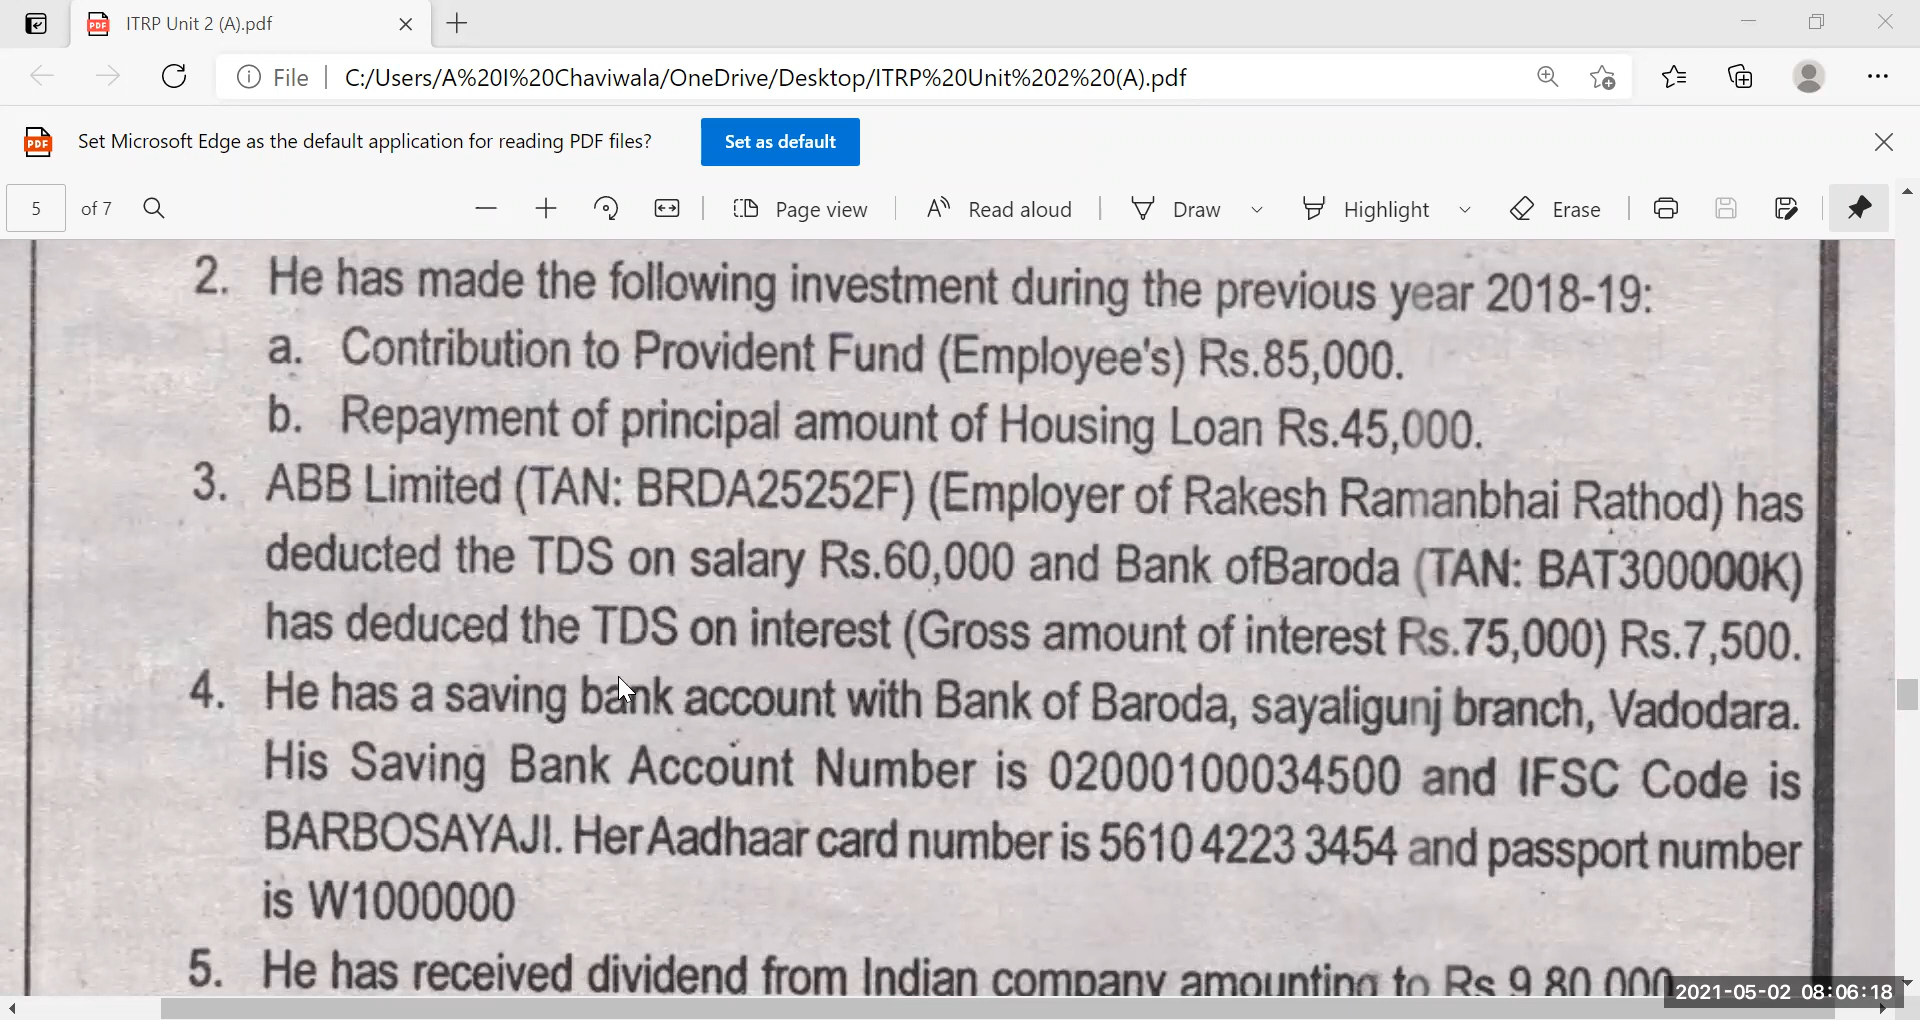 ITRP Unit 2 (A).pdf
File | C:/Users/A%20I%20Chaviwala/OneDrive/Desktop/ITRP%20Unit%202%20(A).pdf
PDF Set Microsoft Edge as the default application for reading PDF files? Set as default
5 of 7 Page view Read aloud Draw Highlight Erase
2. He has made the following investment during the previous year 2018-19:
a. Contribution to Provident Fund (Employee's) Rs.85,000.
b. Repayment of principal amount of Housing Loan Rs.45,000.
3. ABB Limited (TAN: BRDA25252F) (Employer of Rakesh Ramanbhai Rathod) has
deducted the TDS on salary Rs.60,000 and Bank ofBaroda (TAN: BAT300000K)
has deduced the TDS on interest (Gross amount of interest Rs.75,000) Rs.7,500.
4. He has a saving bank account with Bank of Baroda, sayaligunj branch, Vadodara.
His Saving Bank Account Number is 02000100034500 and IFSC Code is
BARBOSAYAJI. Her Aadhaar card number is 5610 4223 3454 and passport number
is W1000000
5. He has received dividend from Indian company amounting to Rs 9,80,000
2021-05-02 08:06:18